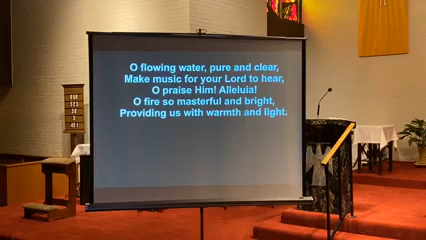 O flowing water, pure and clear,
Make music for your Lord to hear,
O praise Him! Alleluia!
O fire so masterful and bright,
Providing us with warmth and light.